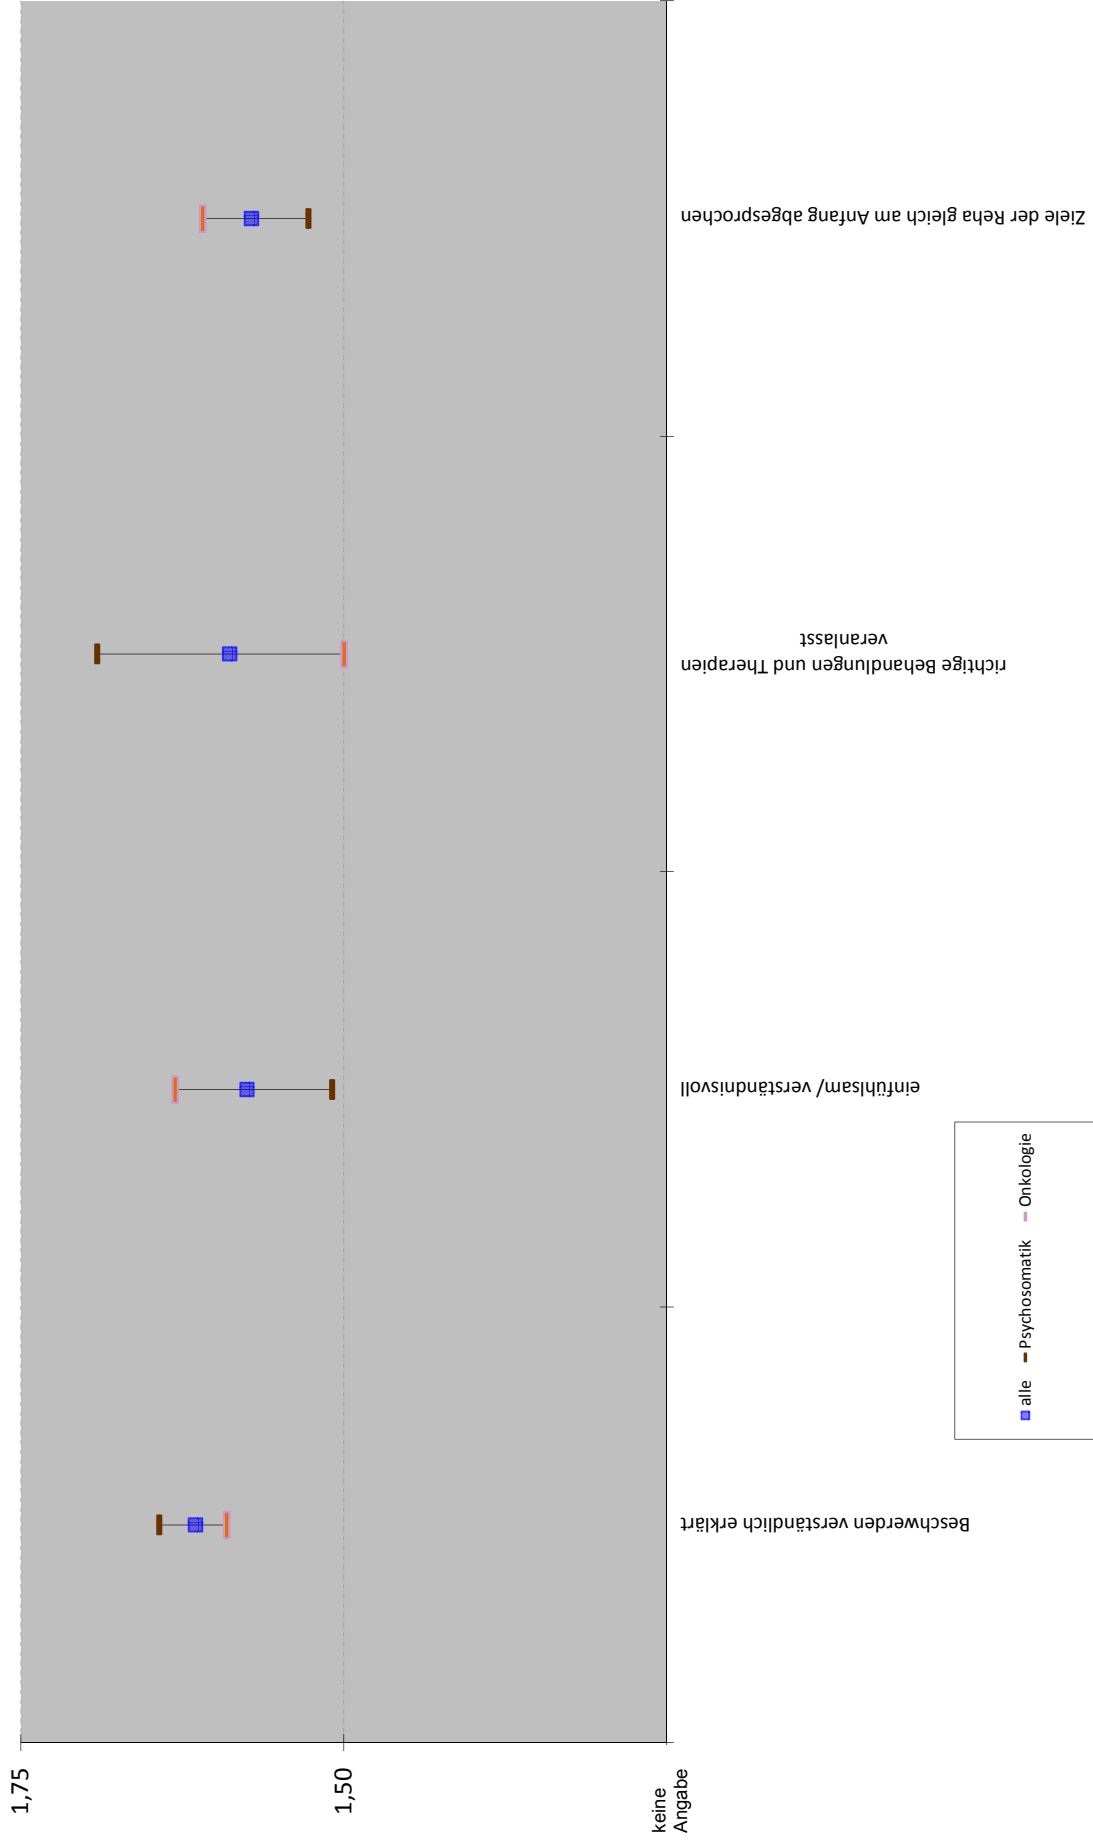 1,75
1,50
keine
Angabe
Beschwerden verständlich erklärt
einfühlsam/ verständnisvoll
richtige Behandlungen und Therapien
veranlasst
Ziele der Reha gleich am Anfang abgesprochen
alle
Psychosomatik
Onkologie